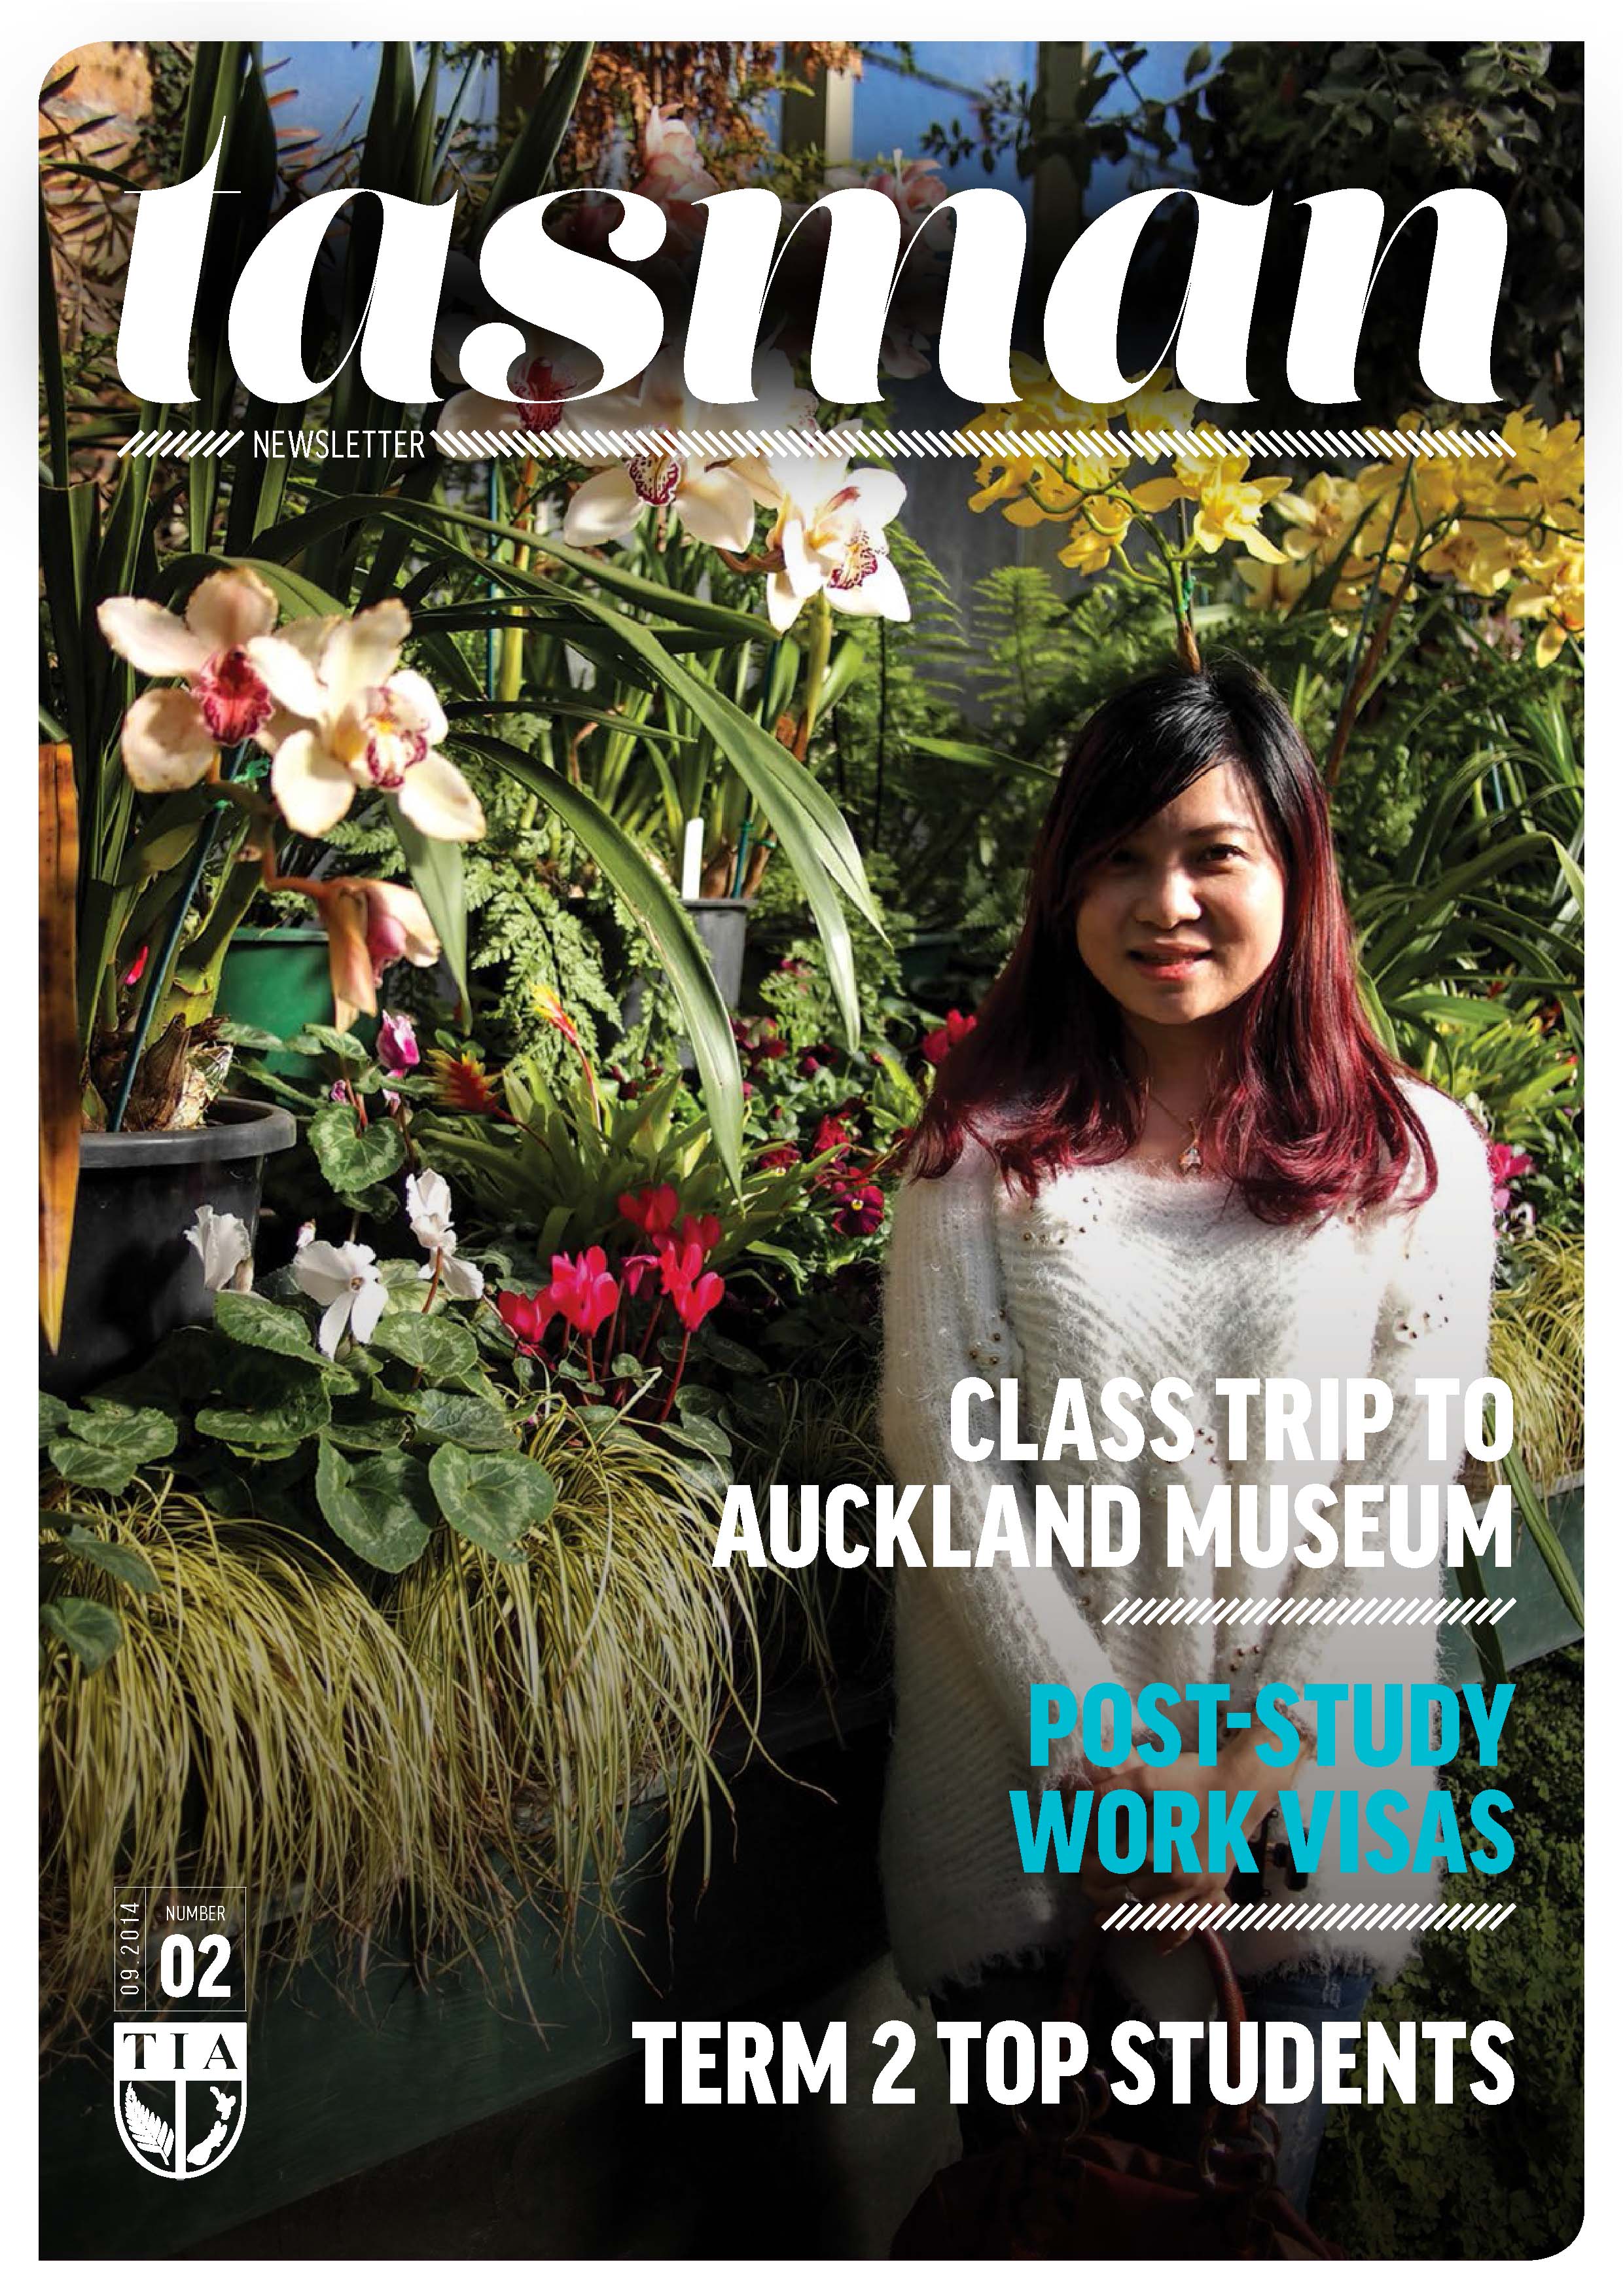 tasman
NEWSLETTER
CLASS TRIP TO
AUCKLAND MUSEUM
POST-STUDY
WORK VISAS
09.2014
NUMBER
02
TIA
TERM 2 TOP STUDENTS